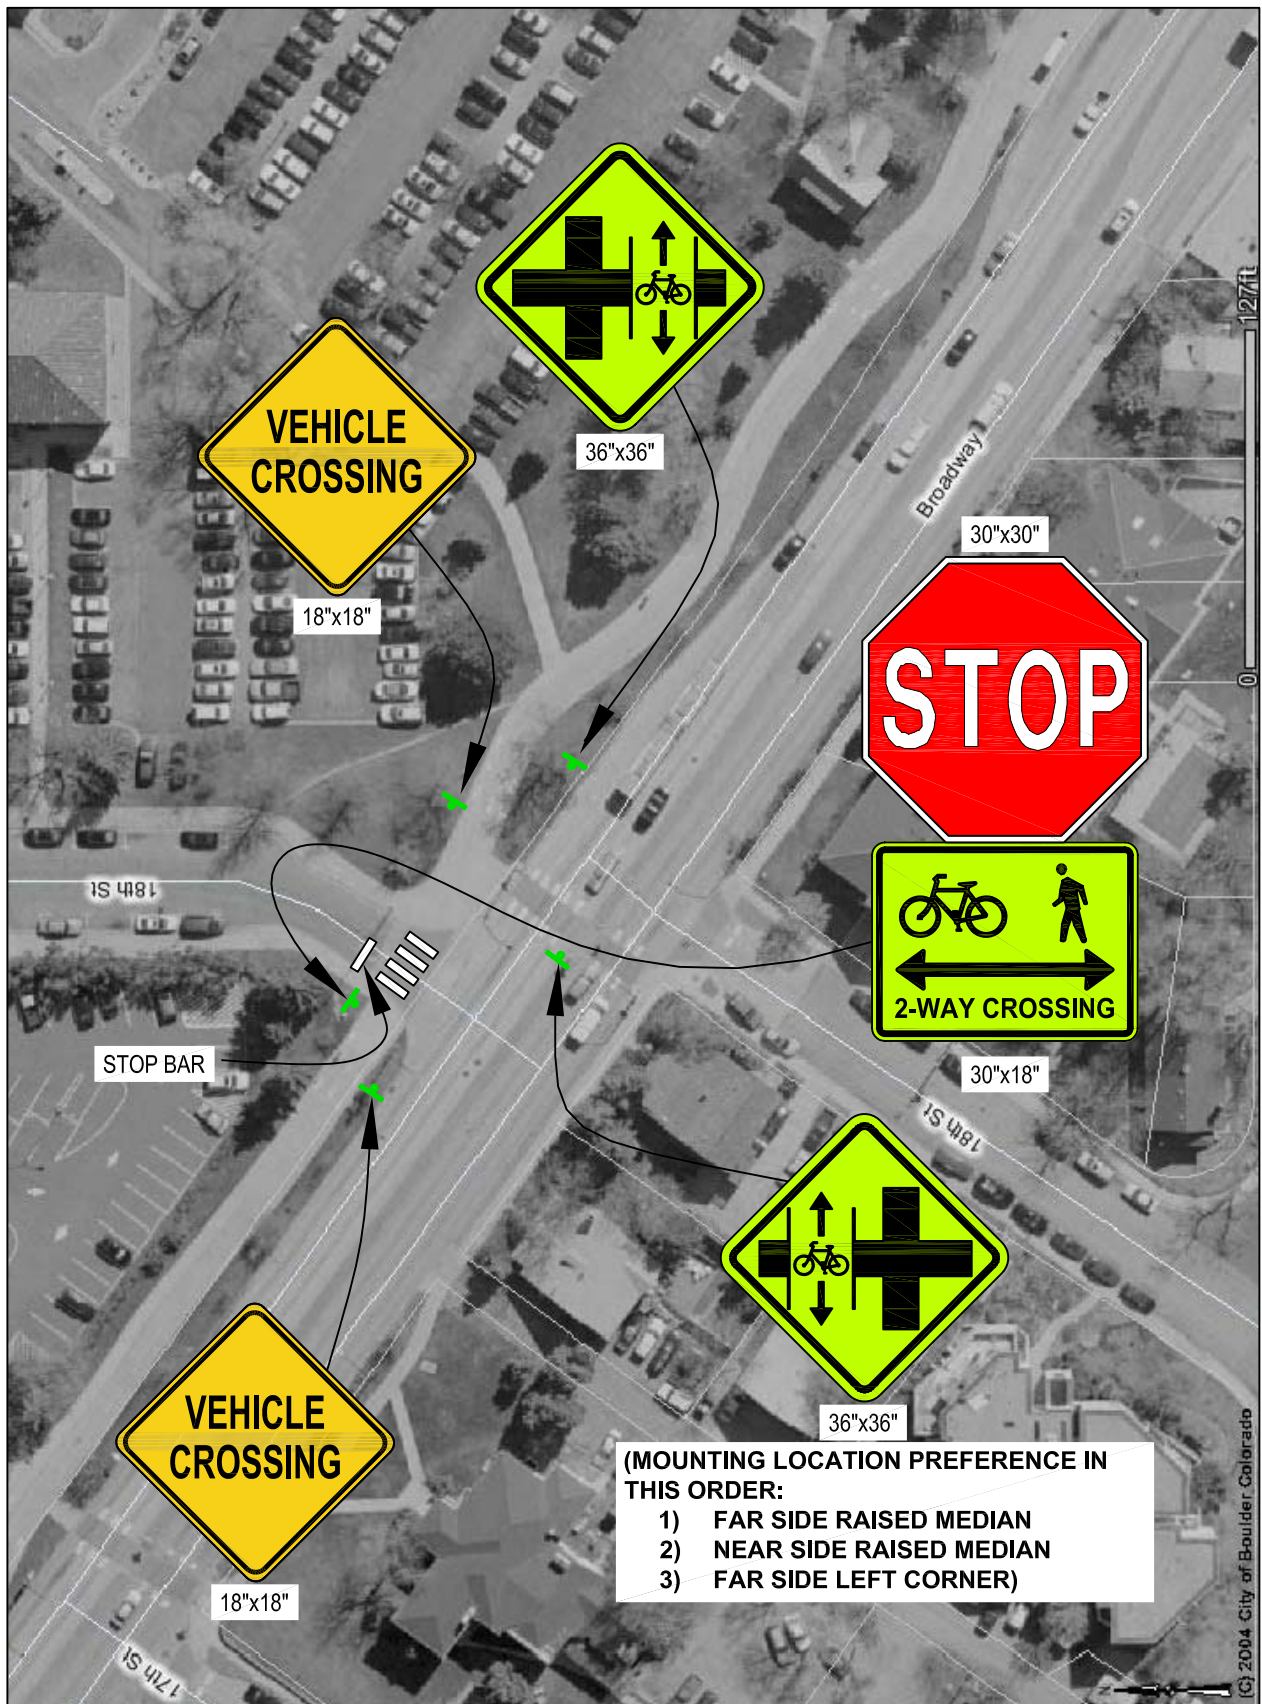 36"x36"
127ft
VEHICLE
CROSSING
Broadway
30"x30"
18"x18"
STOP
0
18th St
2-WAY CROSSING
STOP BAR
30"x18"
18th St
VEHICLE
CROSSING
36"x36"
(MOUNTING LOCATION PREFERENCE IN
THIS ORDER:
1) FAR SIDE RAISED MEDIAN
2) NEAR SIDE RAISED MEDIAN
3) FAR SIDE LEFT CORNER)
18"x18"
17th St
N
(C) 2004 City of Boulder Colorado